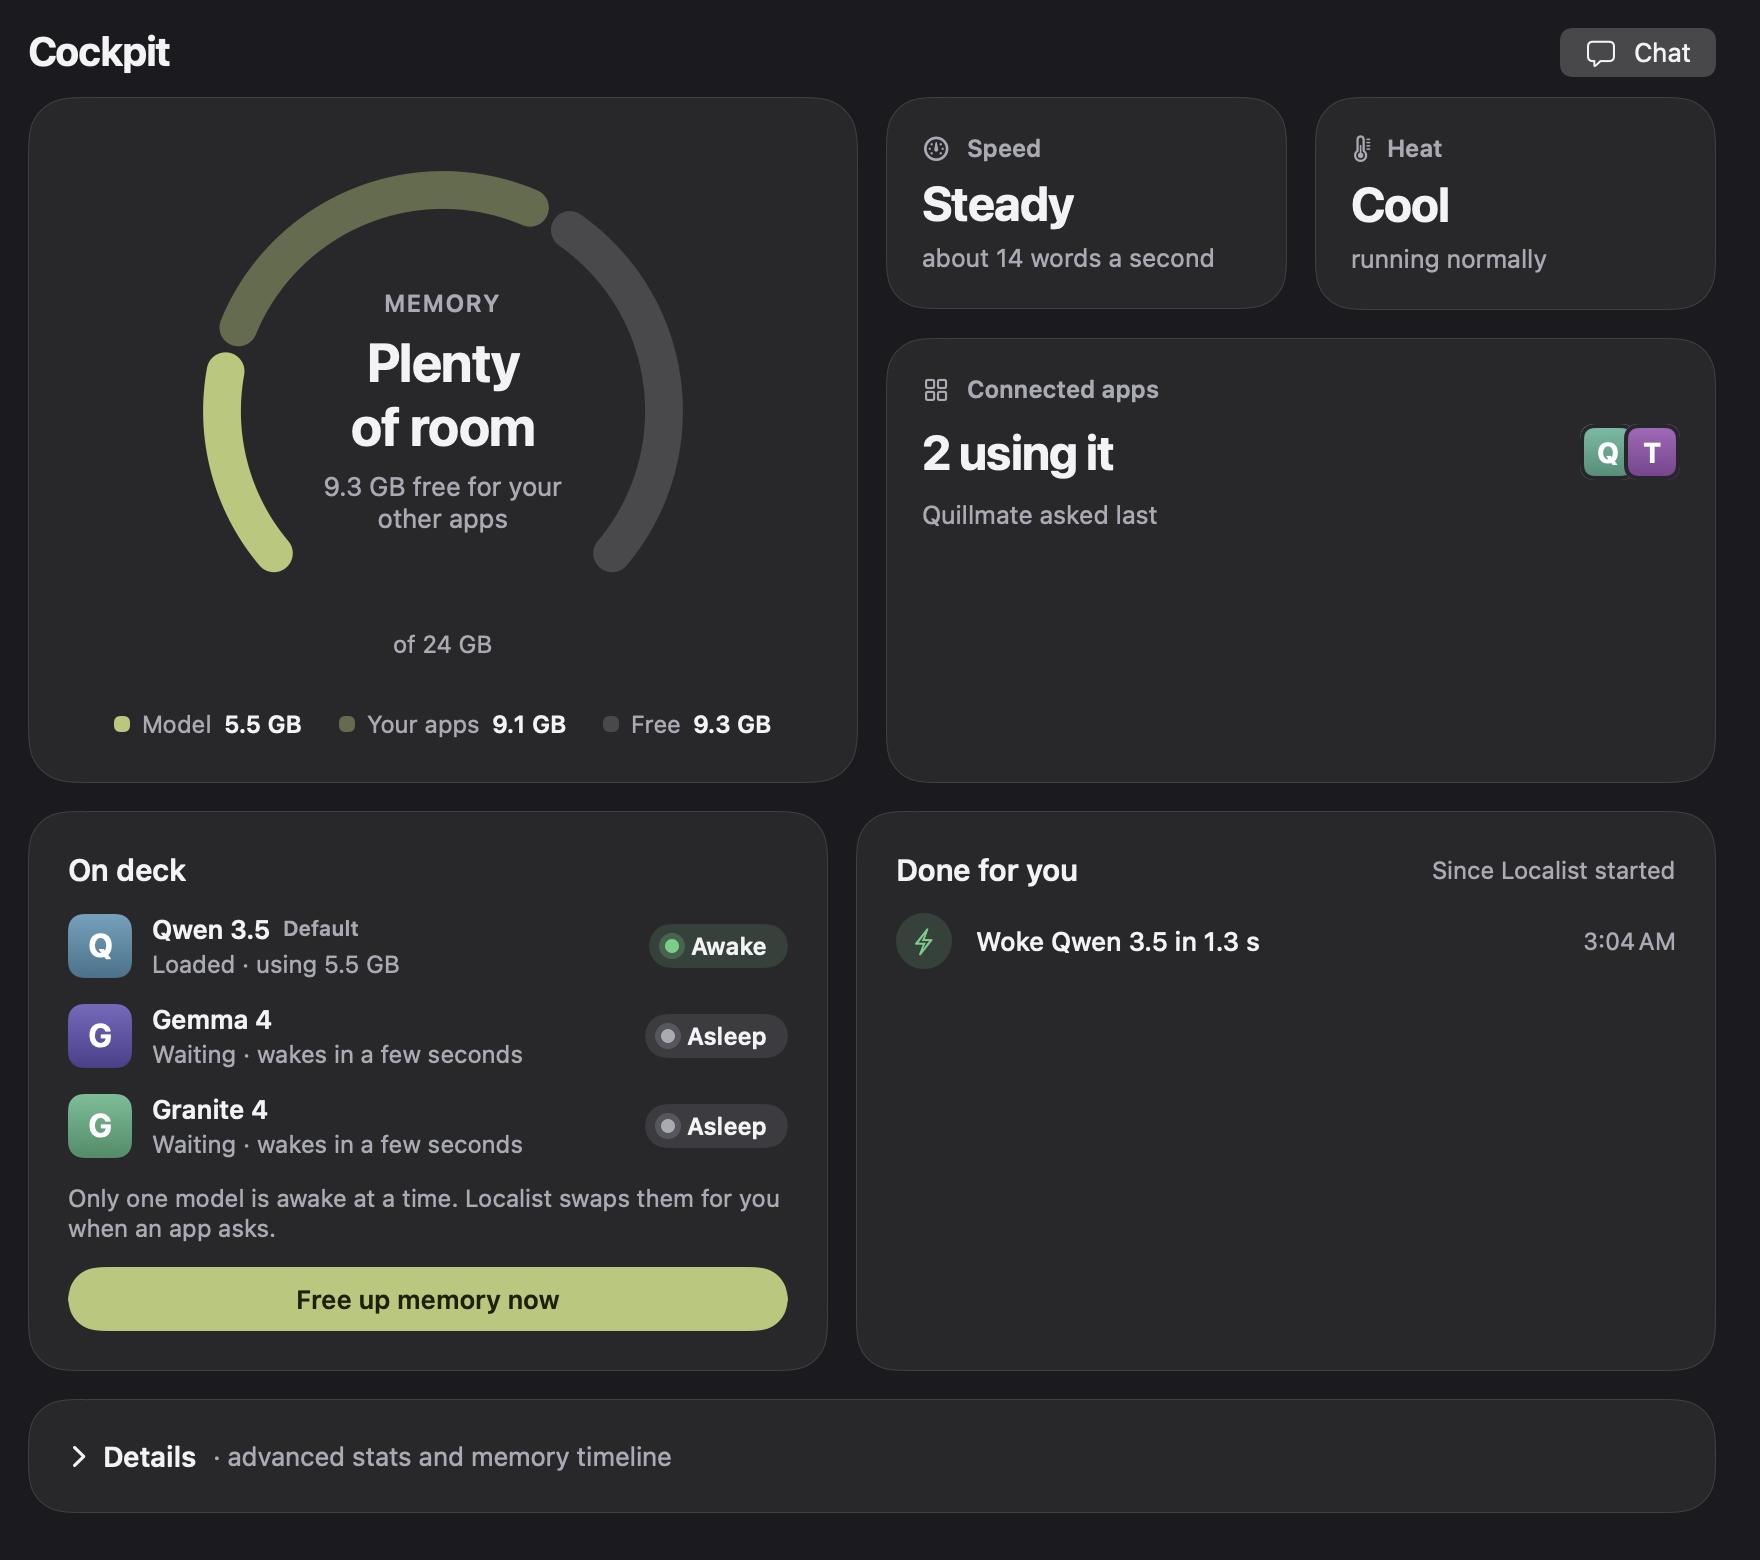 Cockpit
Chat
MEMORY
Plenty
of room
9.3 GB free for your
other apps
of 24 GB
Model 5.5 GB
Your apps 9.1 GB
Free 9.3 GB
Speed
Steady
about 14 words a second
Heat
Cool
running normally
Connected apps
2 using it
Q T
Quillmate asked last
On deck
Q
Qwen 3.5 Default
Loaded · using 5.5 GB
Awake
G
Gemma 4
Waiting · wakes in a few seconds
Asleep
G
Granite 4
Waiting · wakes in a few seconds
Asleep
Only one model is awake at a time. Localist swaps them for you
when an app asks.
Free up memory now
Done for you
Since Localist started
Woke Qwen 3.5 in 1.3 s
3:04 AM
Details · advanced stats and memory timeline